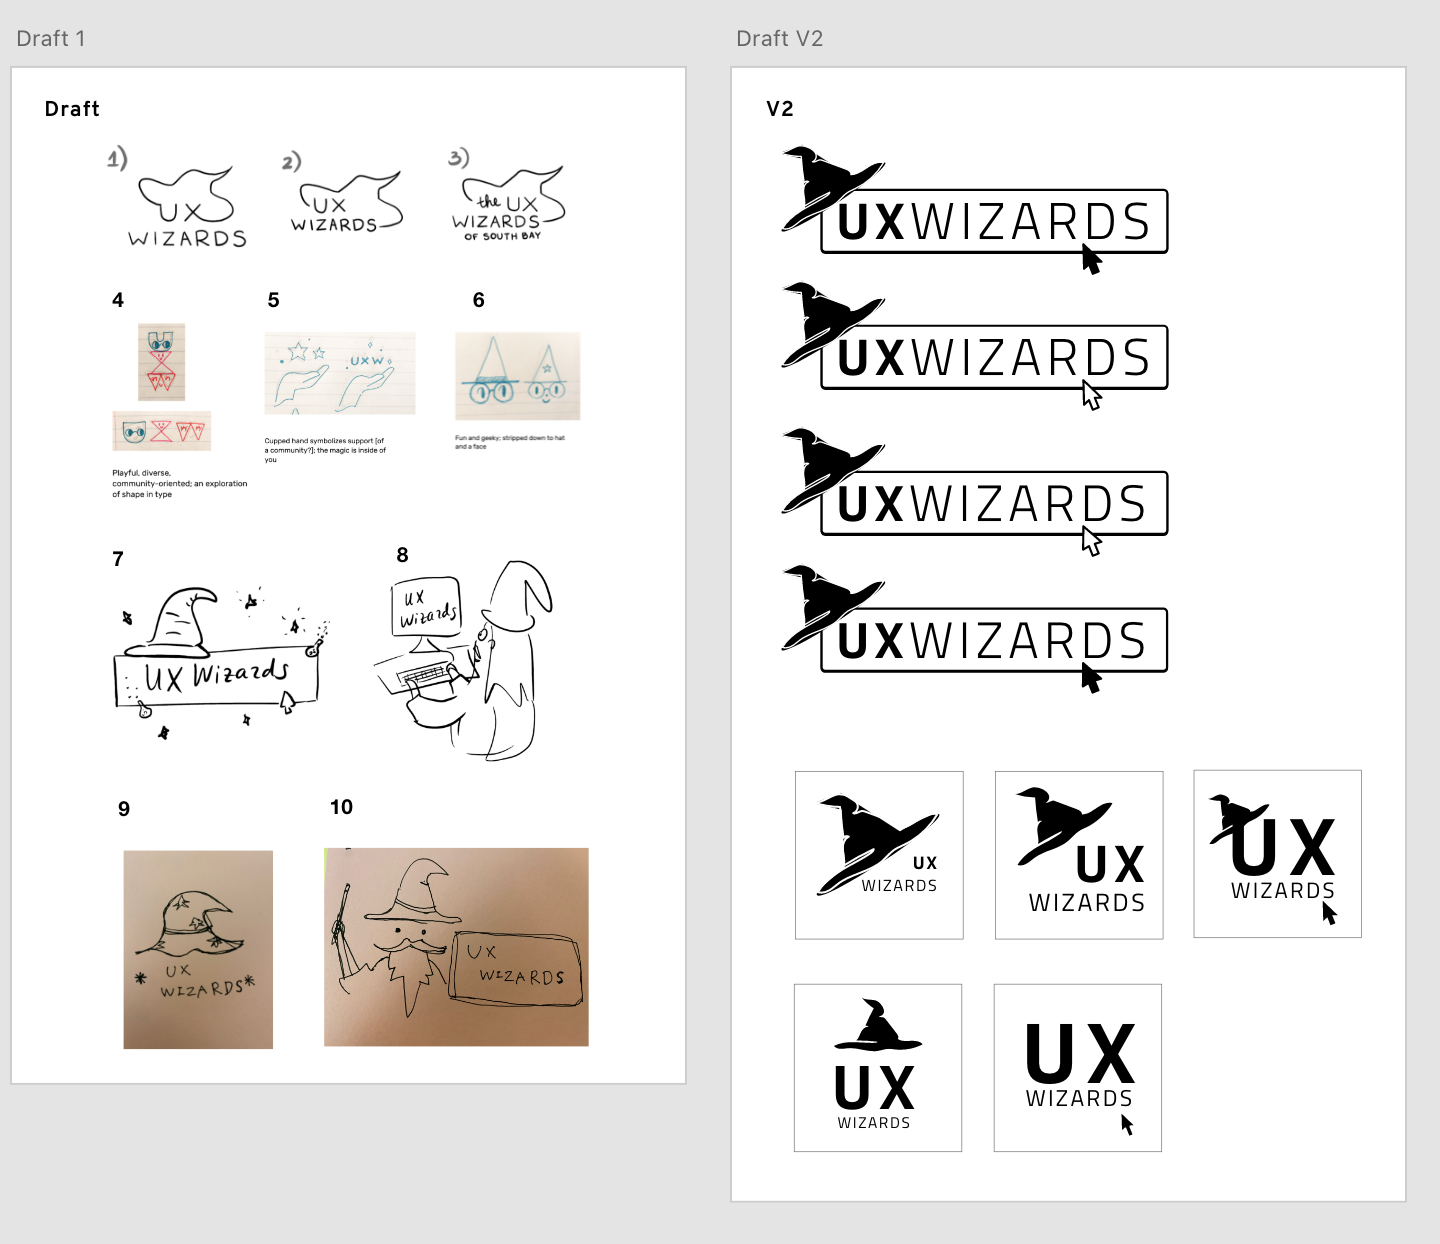 Draft 1
Draft
1)
UX
WIZARDS
2)
UX
WIZARDS
3)
the UX
WIZARDS
OF SOUTH BAY
4
UXW
Playful, diverse,
community-oriented; an exploration
of shape in type
5
UXW
Cupped hand symbolizes support [of
a community?]; the magic is inside of
you
6
Fun and geeky; stripped down to hat
and a face
7
UX Wizards
8
UX
Wizards
9
UX
WIZARDS
10
UX
WIZARDS
Draft V2
V2
UXWIZARDS
UXWIZARDS
UXWIZARDS
UXWIZARDS
UX
WIZARDS
UX
WIZARDS
UX
WIZARDS
UX
WIZARDS
UX
WIZARDS